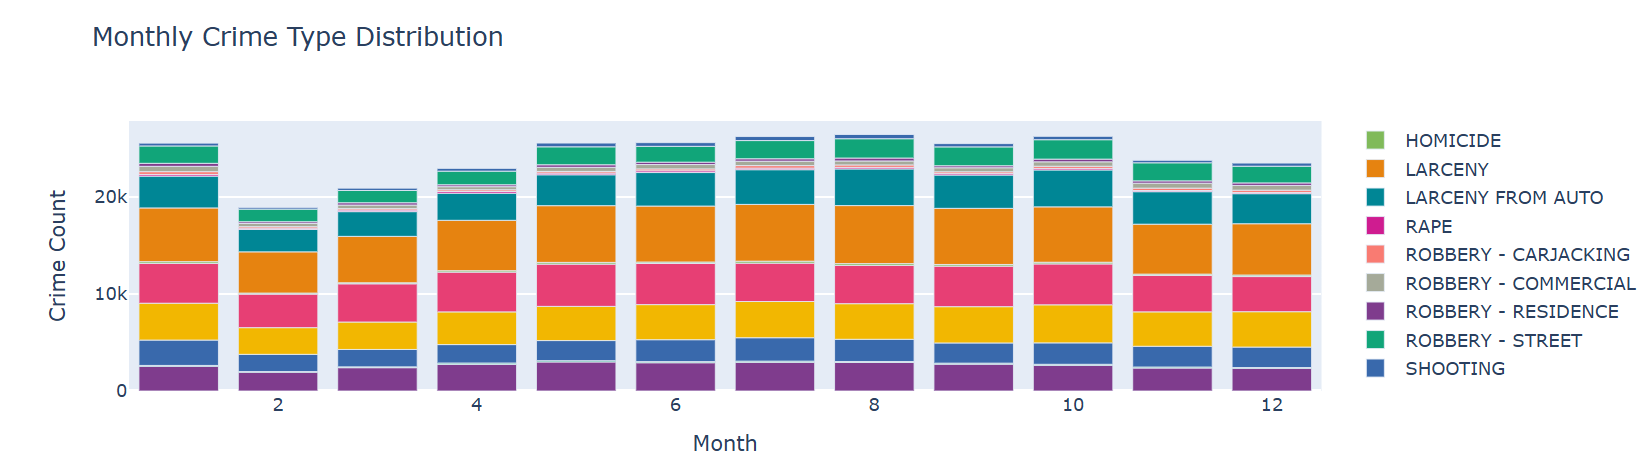 Monthly Crime Type Distribution
HOMICIDE
LARCENY
LARCENY FROM AUTO
RAPE
ROBBERY - CARJACKING
ROBBERY - COMMERCIAL
ROBBERY - RESIDENCE
ROBBERY - STREET
SHOOTING
Crime Count
20k
10k
0
2 4 6 8 10 12
Month